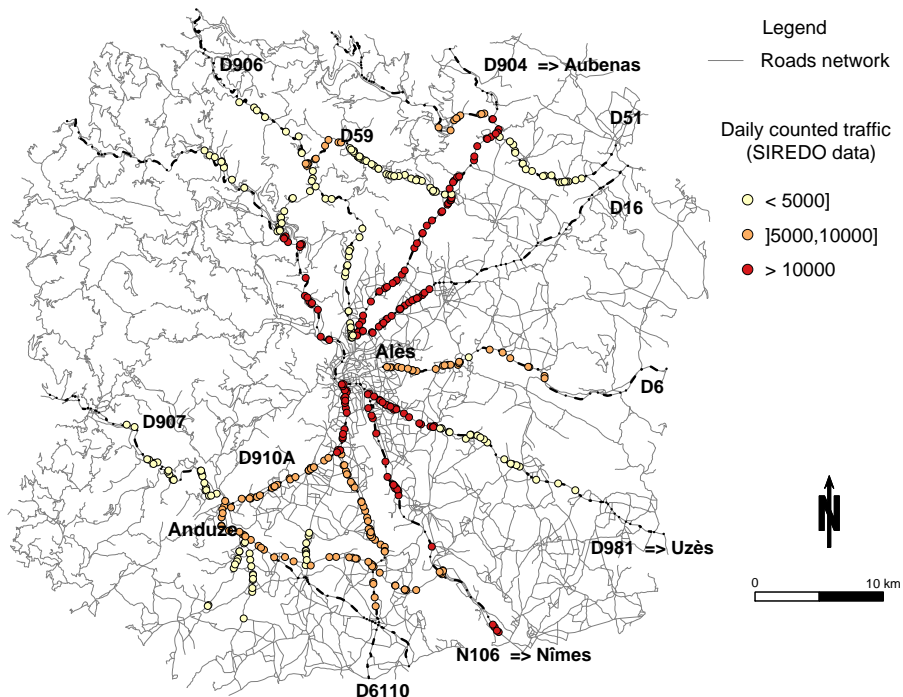 Legend
Roads network
Daily counted traffic
(SIREDO data)
< 5000]
]5000,10000]
> 10000
D906
D904 => Aubenas
D59
D51
D16
Alès
D6
D907
D910A
Anduze
D981 => Uzès
N106 => Nîmes
D6110
N
0 10 km